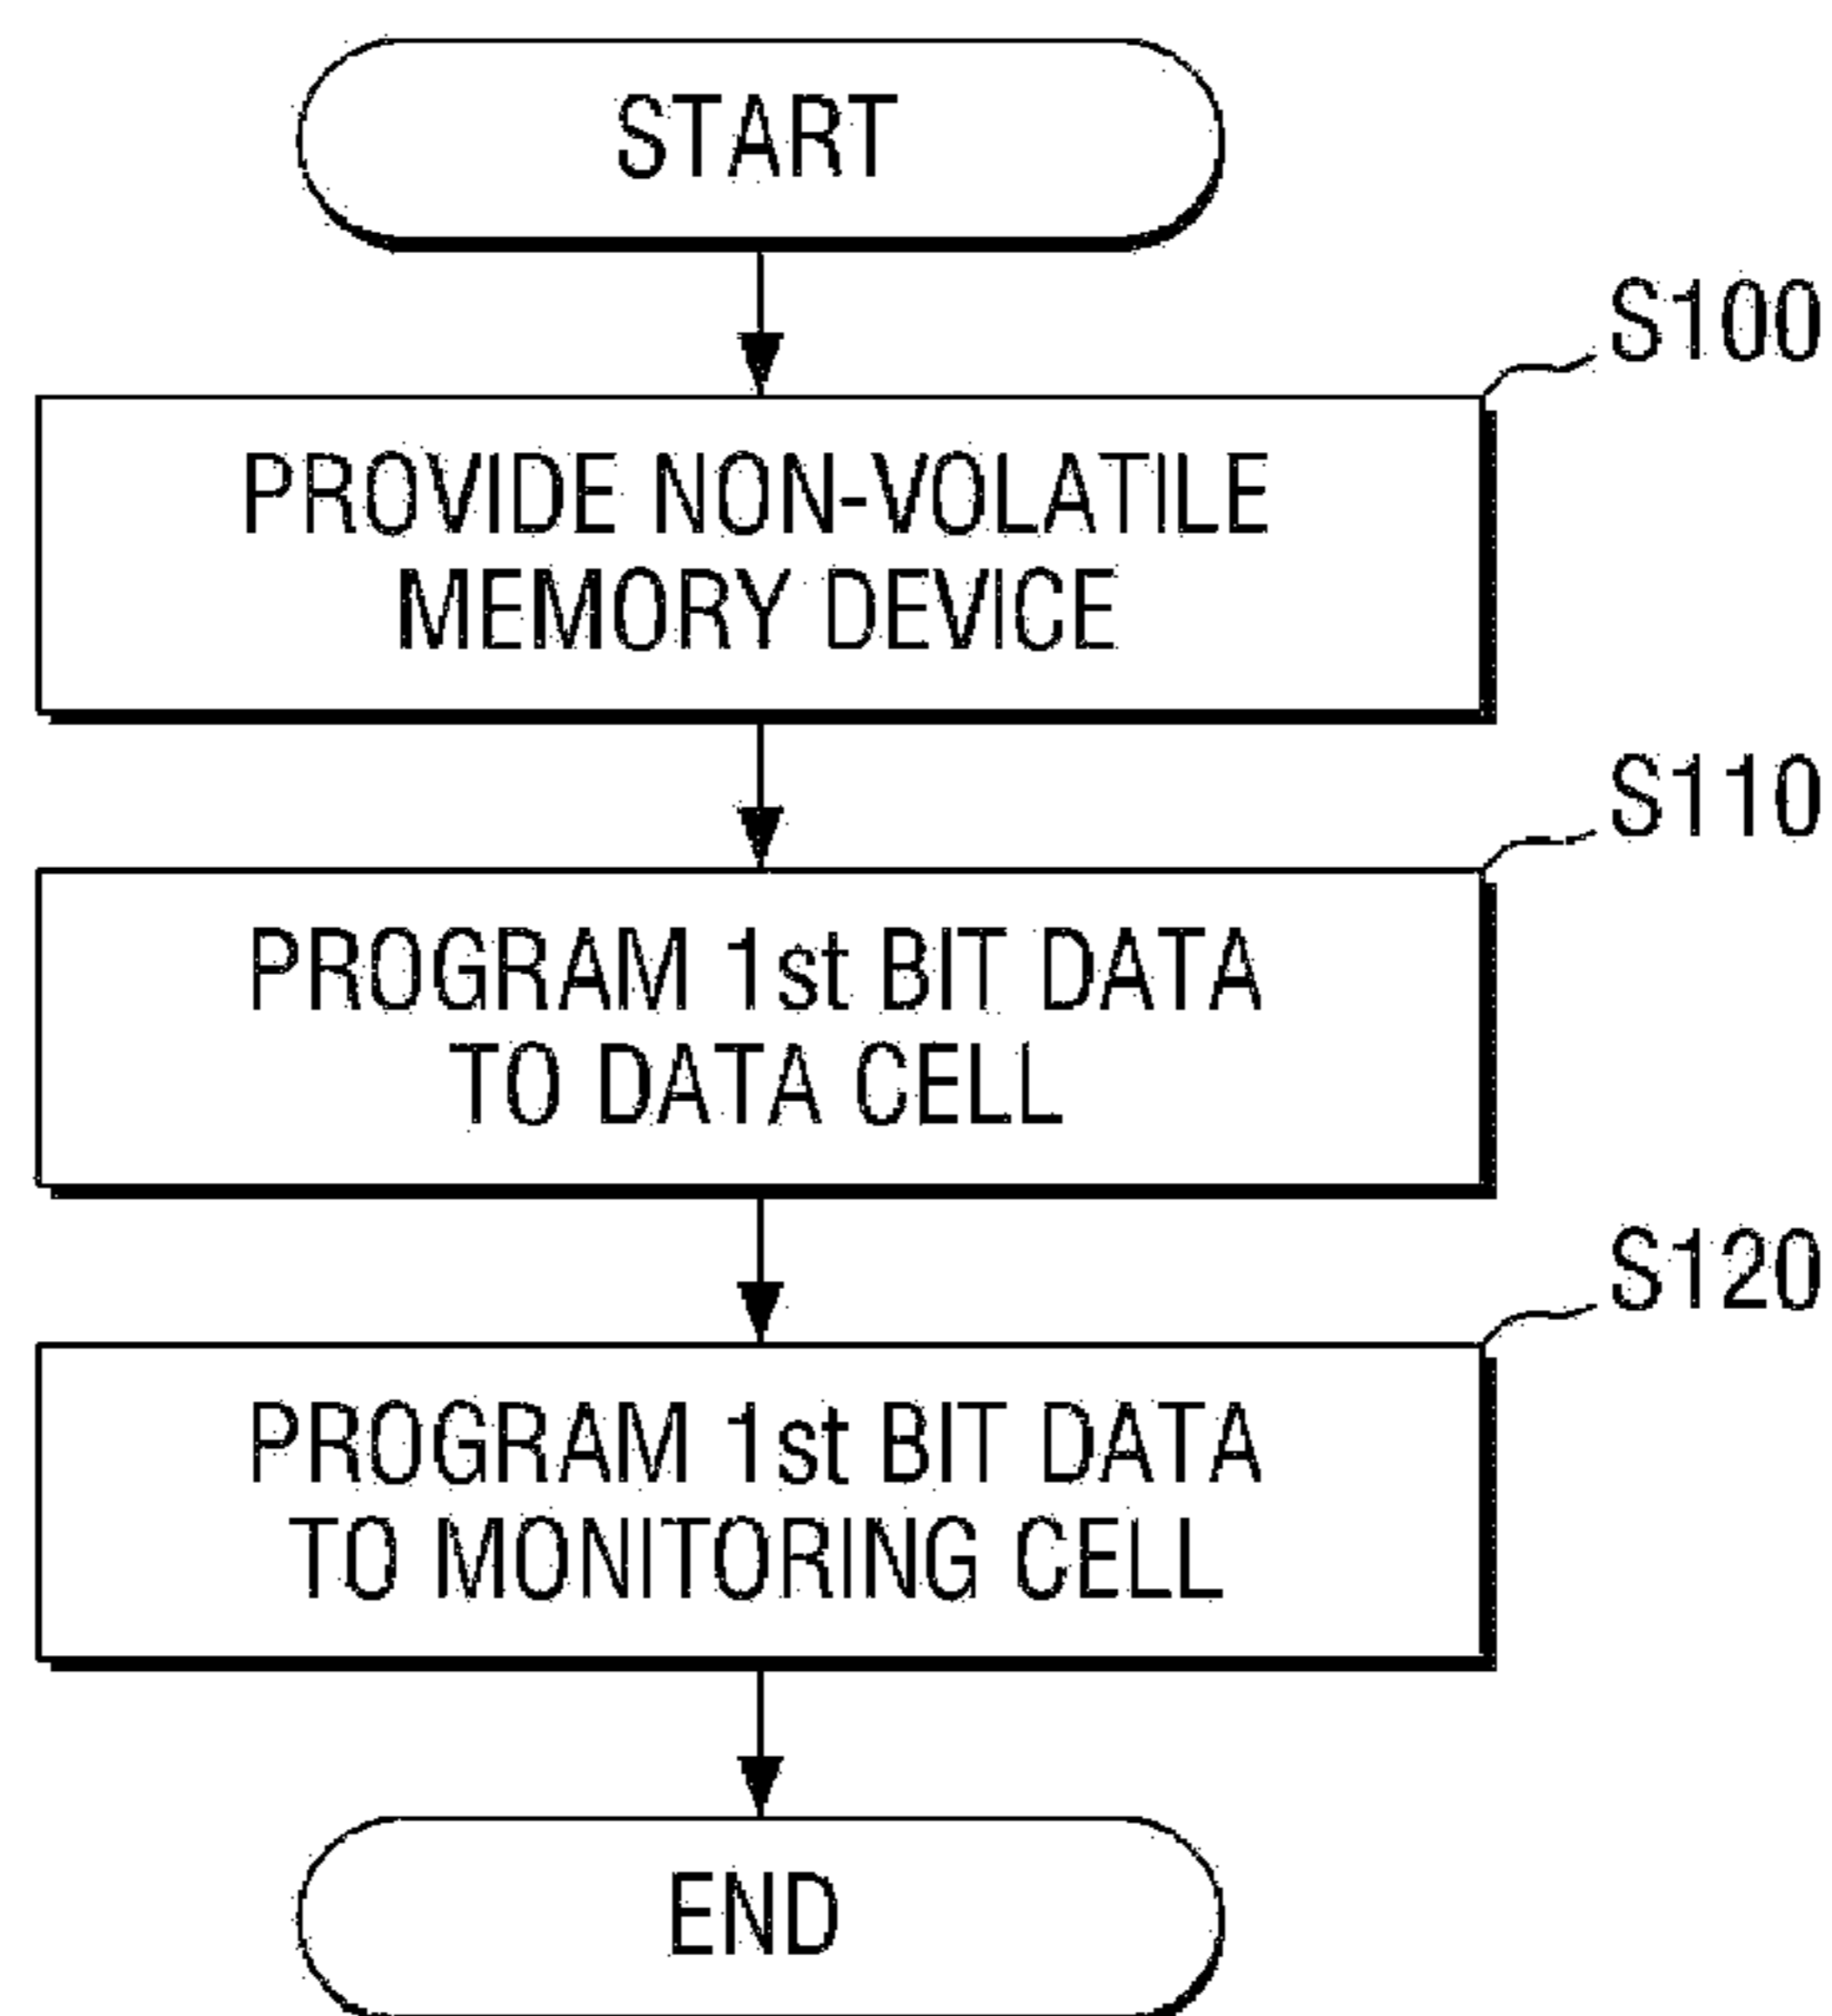 START
S100
PROVIDE NON-VOLATILE
MEMORY DEVICE
S110
PROGRAM 1st BIT DATA
TO DATA CELL
S120
PROGRAM 1st BIT DATA
TO MONITORING CELL
END